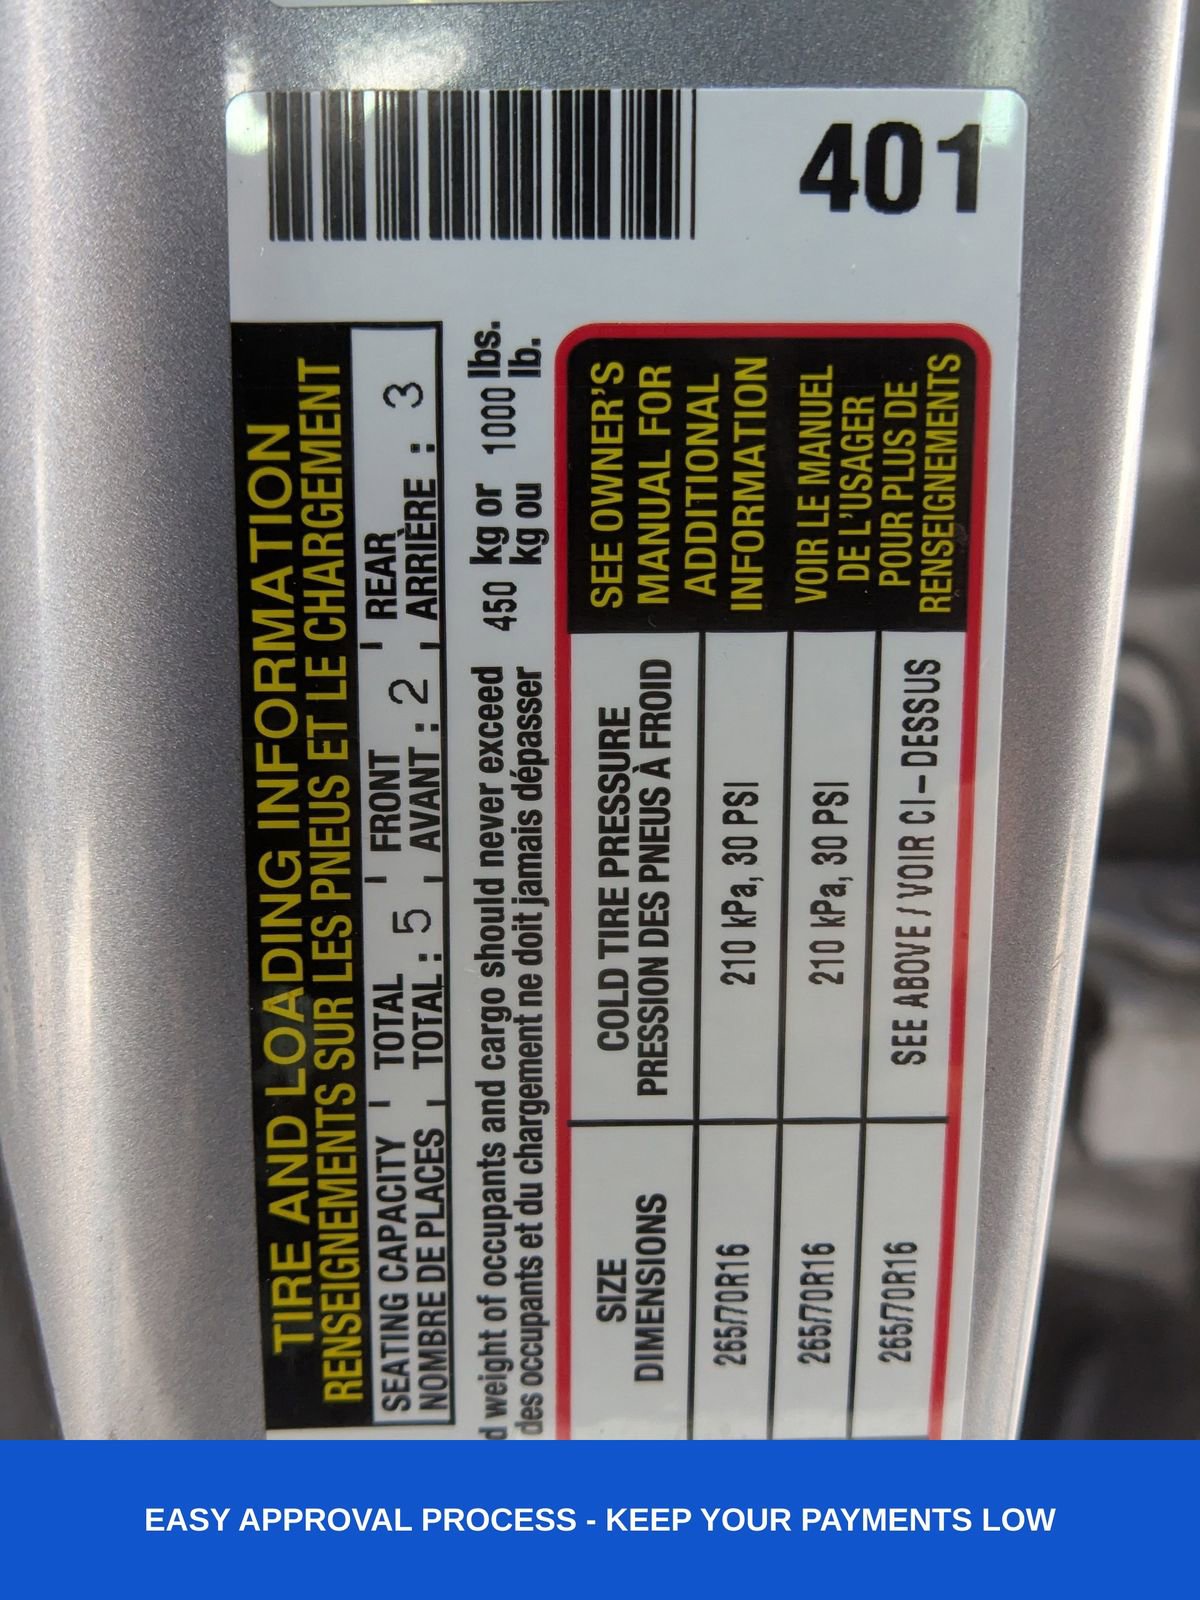 401
TIRE AND LOADING INFORMATION
RENSEIGNEMENTS SUR LES PNEUS ET LE CHARGEMENT
SEATING CAPACITY | TOTAL | FRONT | REAR
NOMBRE DE PLACES | TOTAL : 5 | AVANT : 2 | ARRIÈRE : 3
weight of occupants and cargo should never exceed 450 kg or 1000 lbs.
des occupants et du chargement ne doit jamais dépasser kg ou lb.
SIZE
DIMENSIONS
COLD TIRE PRESSURE
PRESSION DES PNEUS À FROID
265/70R16 210 kPa, 30 PSI
265/70R16 210 kPa, 30 PSI
265/70R16 SEE ABOVE / VOIR CI-DESSUS
SEE OWNER'S
MANUAL FOR
ADDITIONAL
INFORMATION
VOIR LE MANUEL
DE L'USAGER
POUR PLUS DE
RENSEIGNEMENTS
EASY APPROVAL PROCESS - KEEP YOUR PAYMENTS LOW